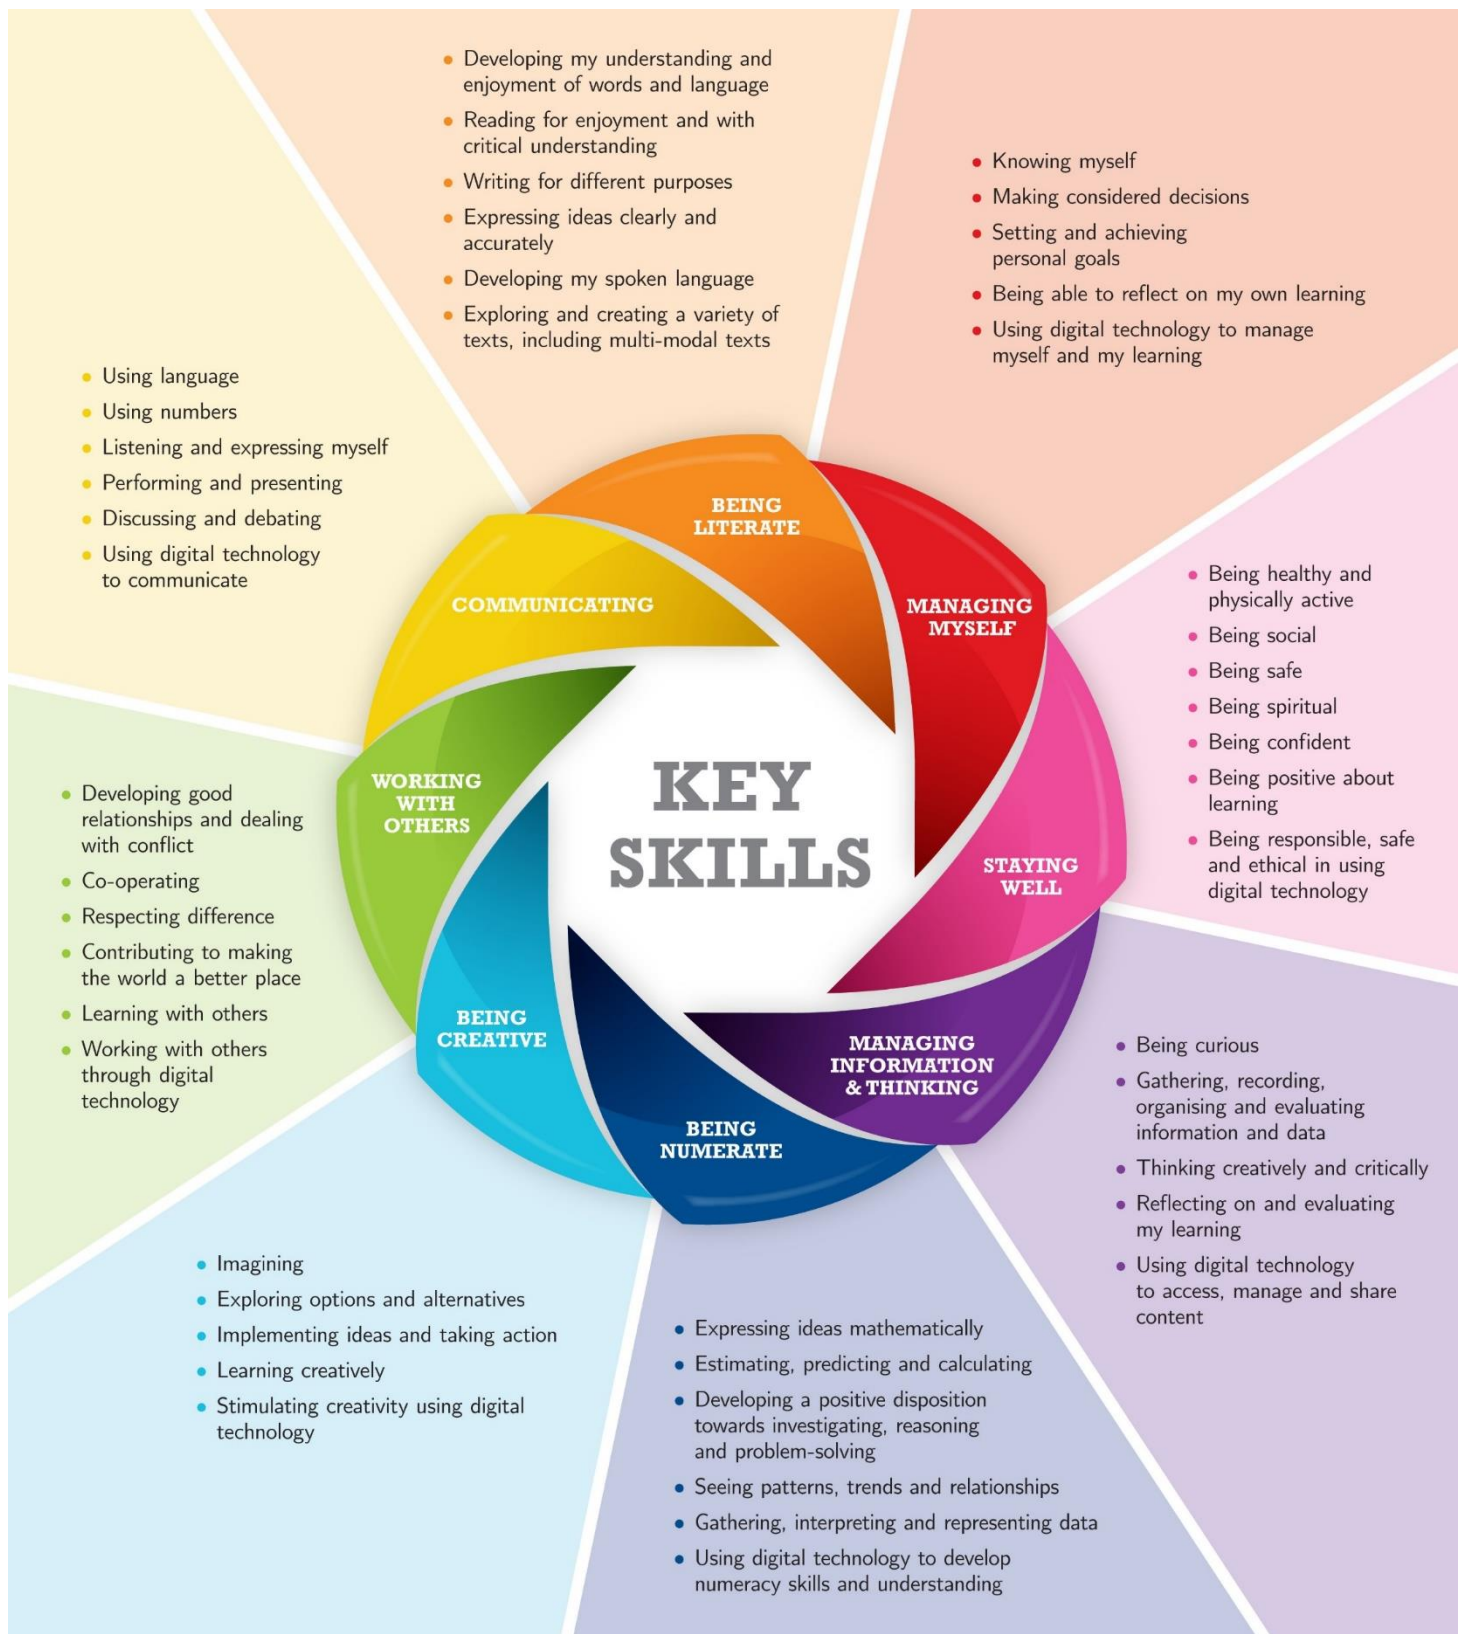 Developing my understanding and
enjoyment of words and language
Reading for enjoyment and with
critical understanding
Writing for different purposes
Expressing ideas clearly and
accurately
Developing my spoken language
Exploring and creating a variety of
texts, including multi-modal texts
Knowing myself
Making considered decisions
Setting and achieving
personal goals
Being able to reflect on my own learning
Using digital technology to manage
myself and my learning
Using language
Using numbers
Listening and expressing myself
Performing and presenting
Discussing and debating
Using digital technology
to communicate
BEING
LITERATE
COMMUNICATING
MANAGING
MYSELF
Being healthy and
physically active
Being social
Being safe
Being spiritual
Being confident
Being positive about
learning
Being responsible, safe
and ethical in using
digital technology
WORKING
WITH
OTHERS
KEY
SKILLS
STAYING
WELL
Developing good
relationships and dealing
with conflict
Co-operating
Respecting difference
Contributing to making
the world a better place
Learning with others
Working with others
through digital
technology
BEING
CREATIVE
MANAGING
INFORMATION
& THINKING
BEING
NUMERATE
Being curious
Gathering, recording,
organising and evaluating
information and data
Thinking creatively and critically
Reflecting on and evaluating
my learning
Using digital technology
to access, manage and share
content
Imagining
Exploring options and alternatives
Implementing ideas and taking action
Learning creatively
Stimulating creativity using digital
technology
Expressing ideas mathematically
Estimating, predicting and calculating
Developing a positive disposition
towards investigating, reasoning
and problem-solving
Seeing patterns, trends and relationships
Gathering, interpreting and representing data
Using digital technology to develop
numeracy skills and understanding